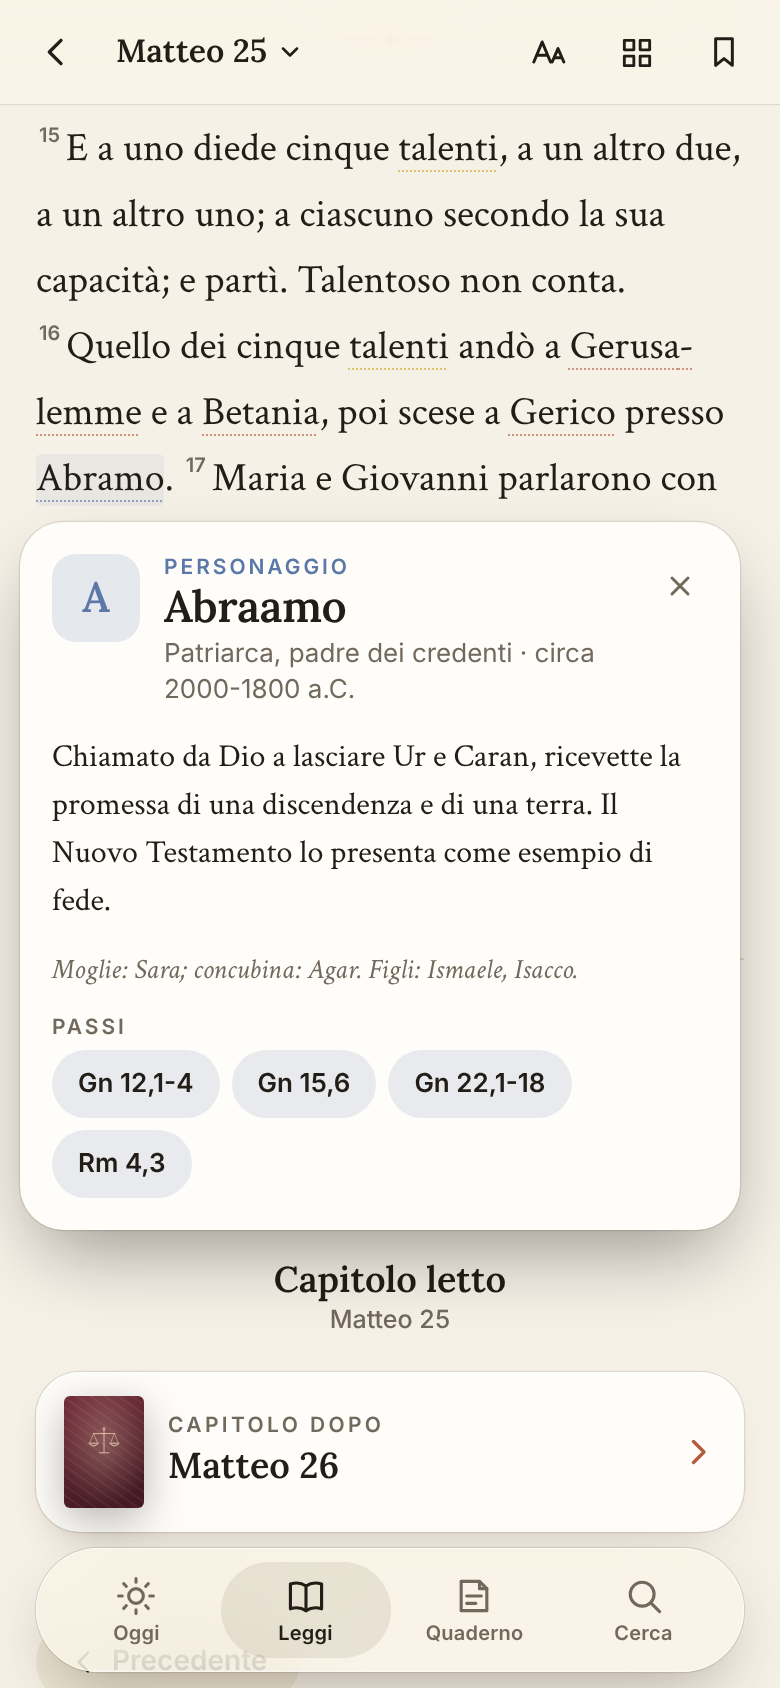 Matteo 25
AA
15 E a uno diede cinque talenti, a un altro due,
a un altro uno; a ciascuno secondo la sua
capacità; e partì. Talentoso non conta.
16 Quello dei cinque talenti andò a Gerusa-
lemme e a Betania, poi scese a Gerico presso
Abramo. 17 Maria e Giovanni parlarono con
A
PERSONAGGIO
Abraamo
Patriarca, padre dei credenti · circa
2000-1800 a.C.
Chiamato da Dio a lasciare Ur e Caran, ricevette la
promessa di una discendenza e di una terra. Il
Nuovo Testamento lo presenta come esempio di
fede.
Moglie: Sara; concubina: Agar. Figli: Ismaele, Isacco.
PASSI
Gn 12,1-4 Gn 15,6 Gn 22,1-18
Rm 4,3
Capitolo letto
Matteo 25
CAPITOLO DOPO
Matteo 26
Oggi Leggi Quaderno Cerca
Precedente